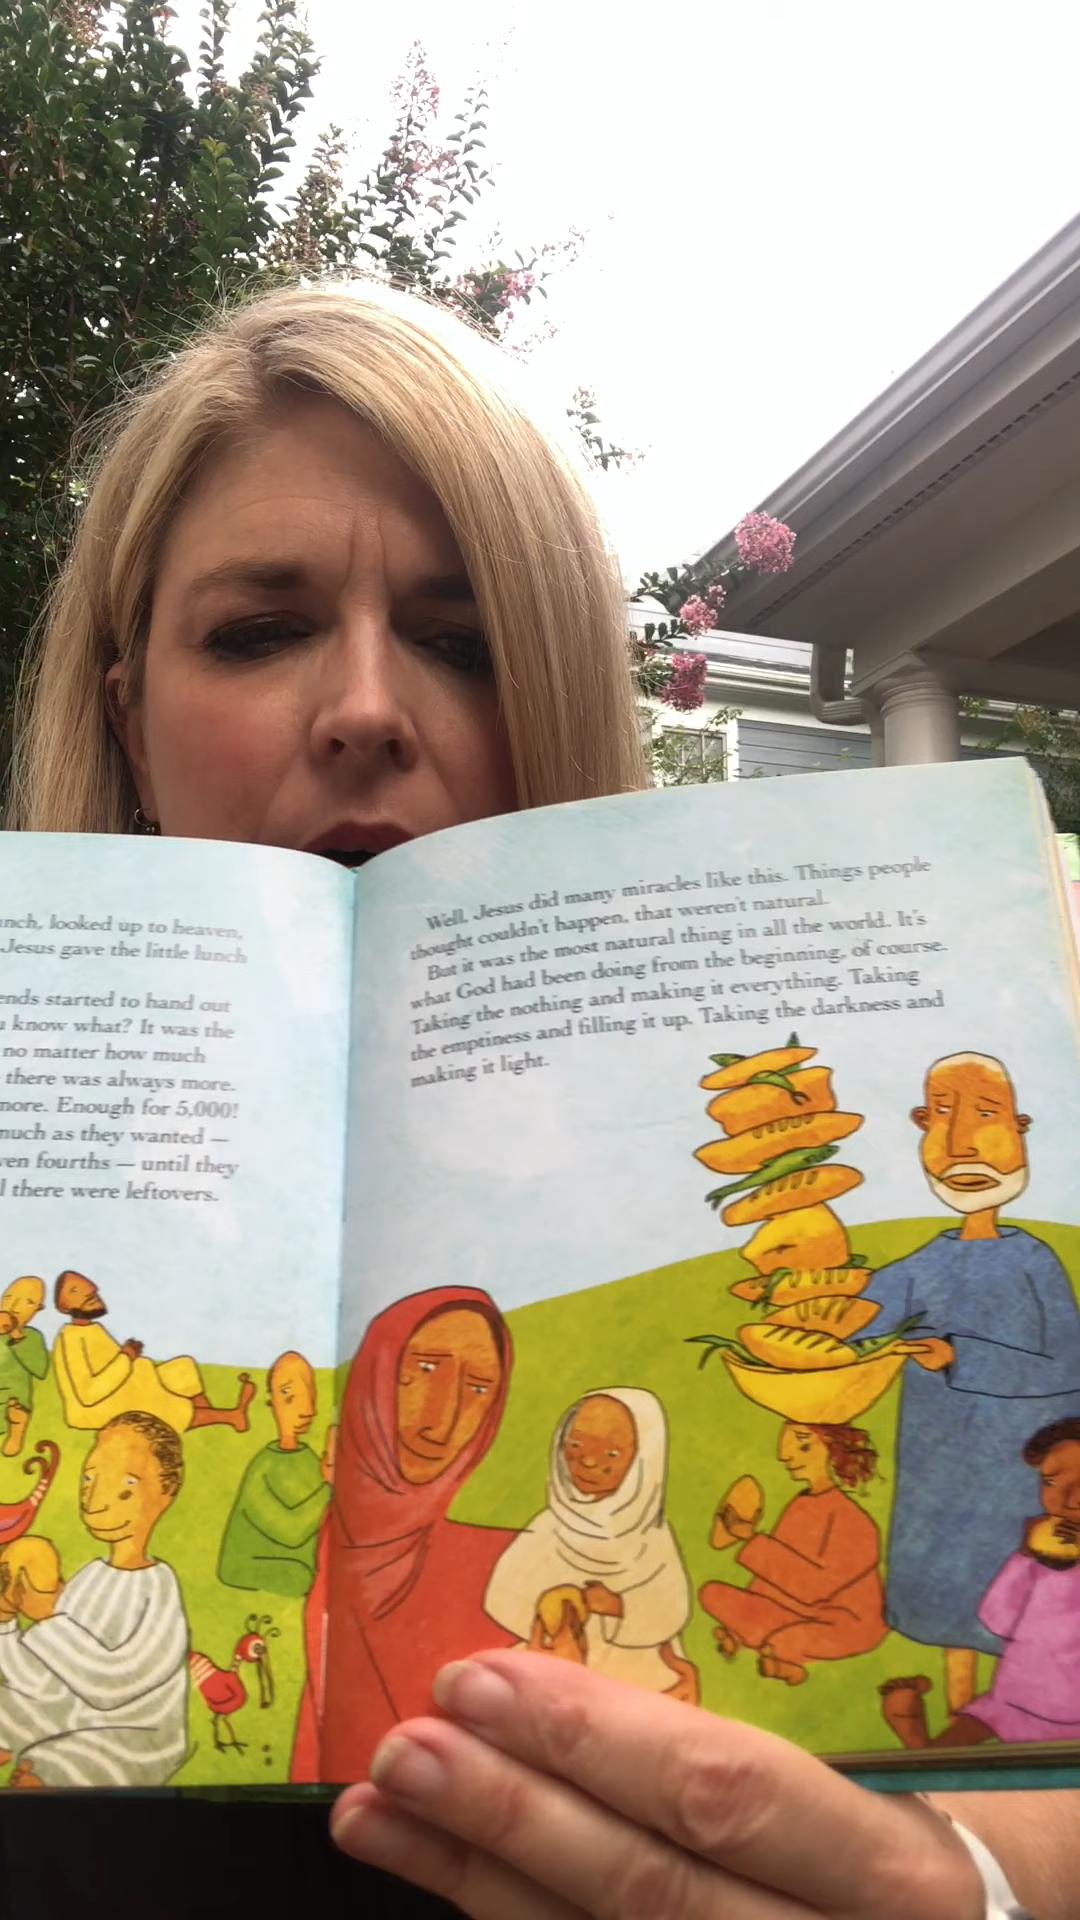 nch, looked up to heaven,
Jesus gave the little lunch
ends started to hand out
u know what? It was the
no matter how much
there was always more.
more. Enough for 5,000!
much as they wanted —
ven fourths — until they
l there were leftovers.
Well, Jesus did many miracles like this. Things people
thought couldn't happen, that weren't natural.
But it was the most natural thing in all the world. It's
what God had been doing from the beginning, of course.
Taking the nothing and making it everything. Taking
the emptiness and filling it up. Taking the darkness and
making it light.